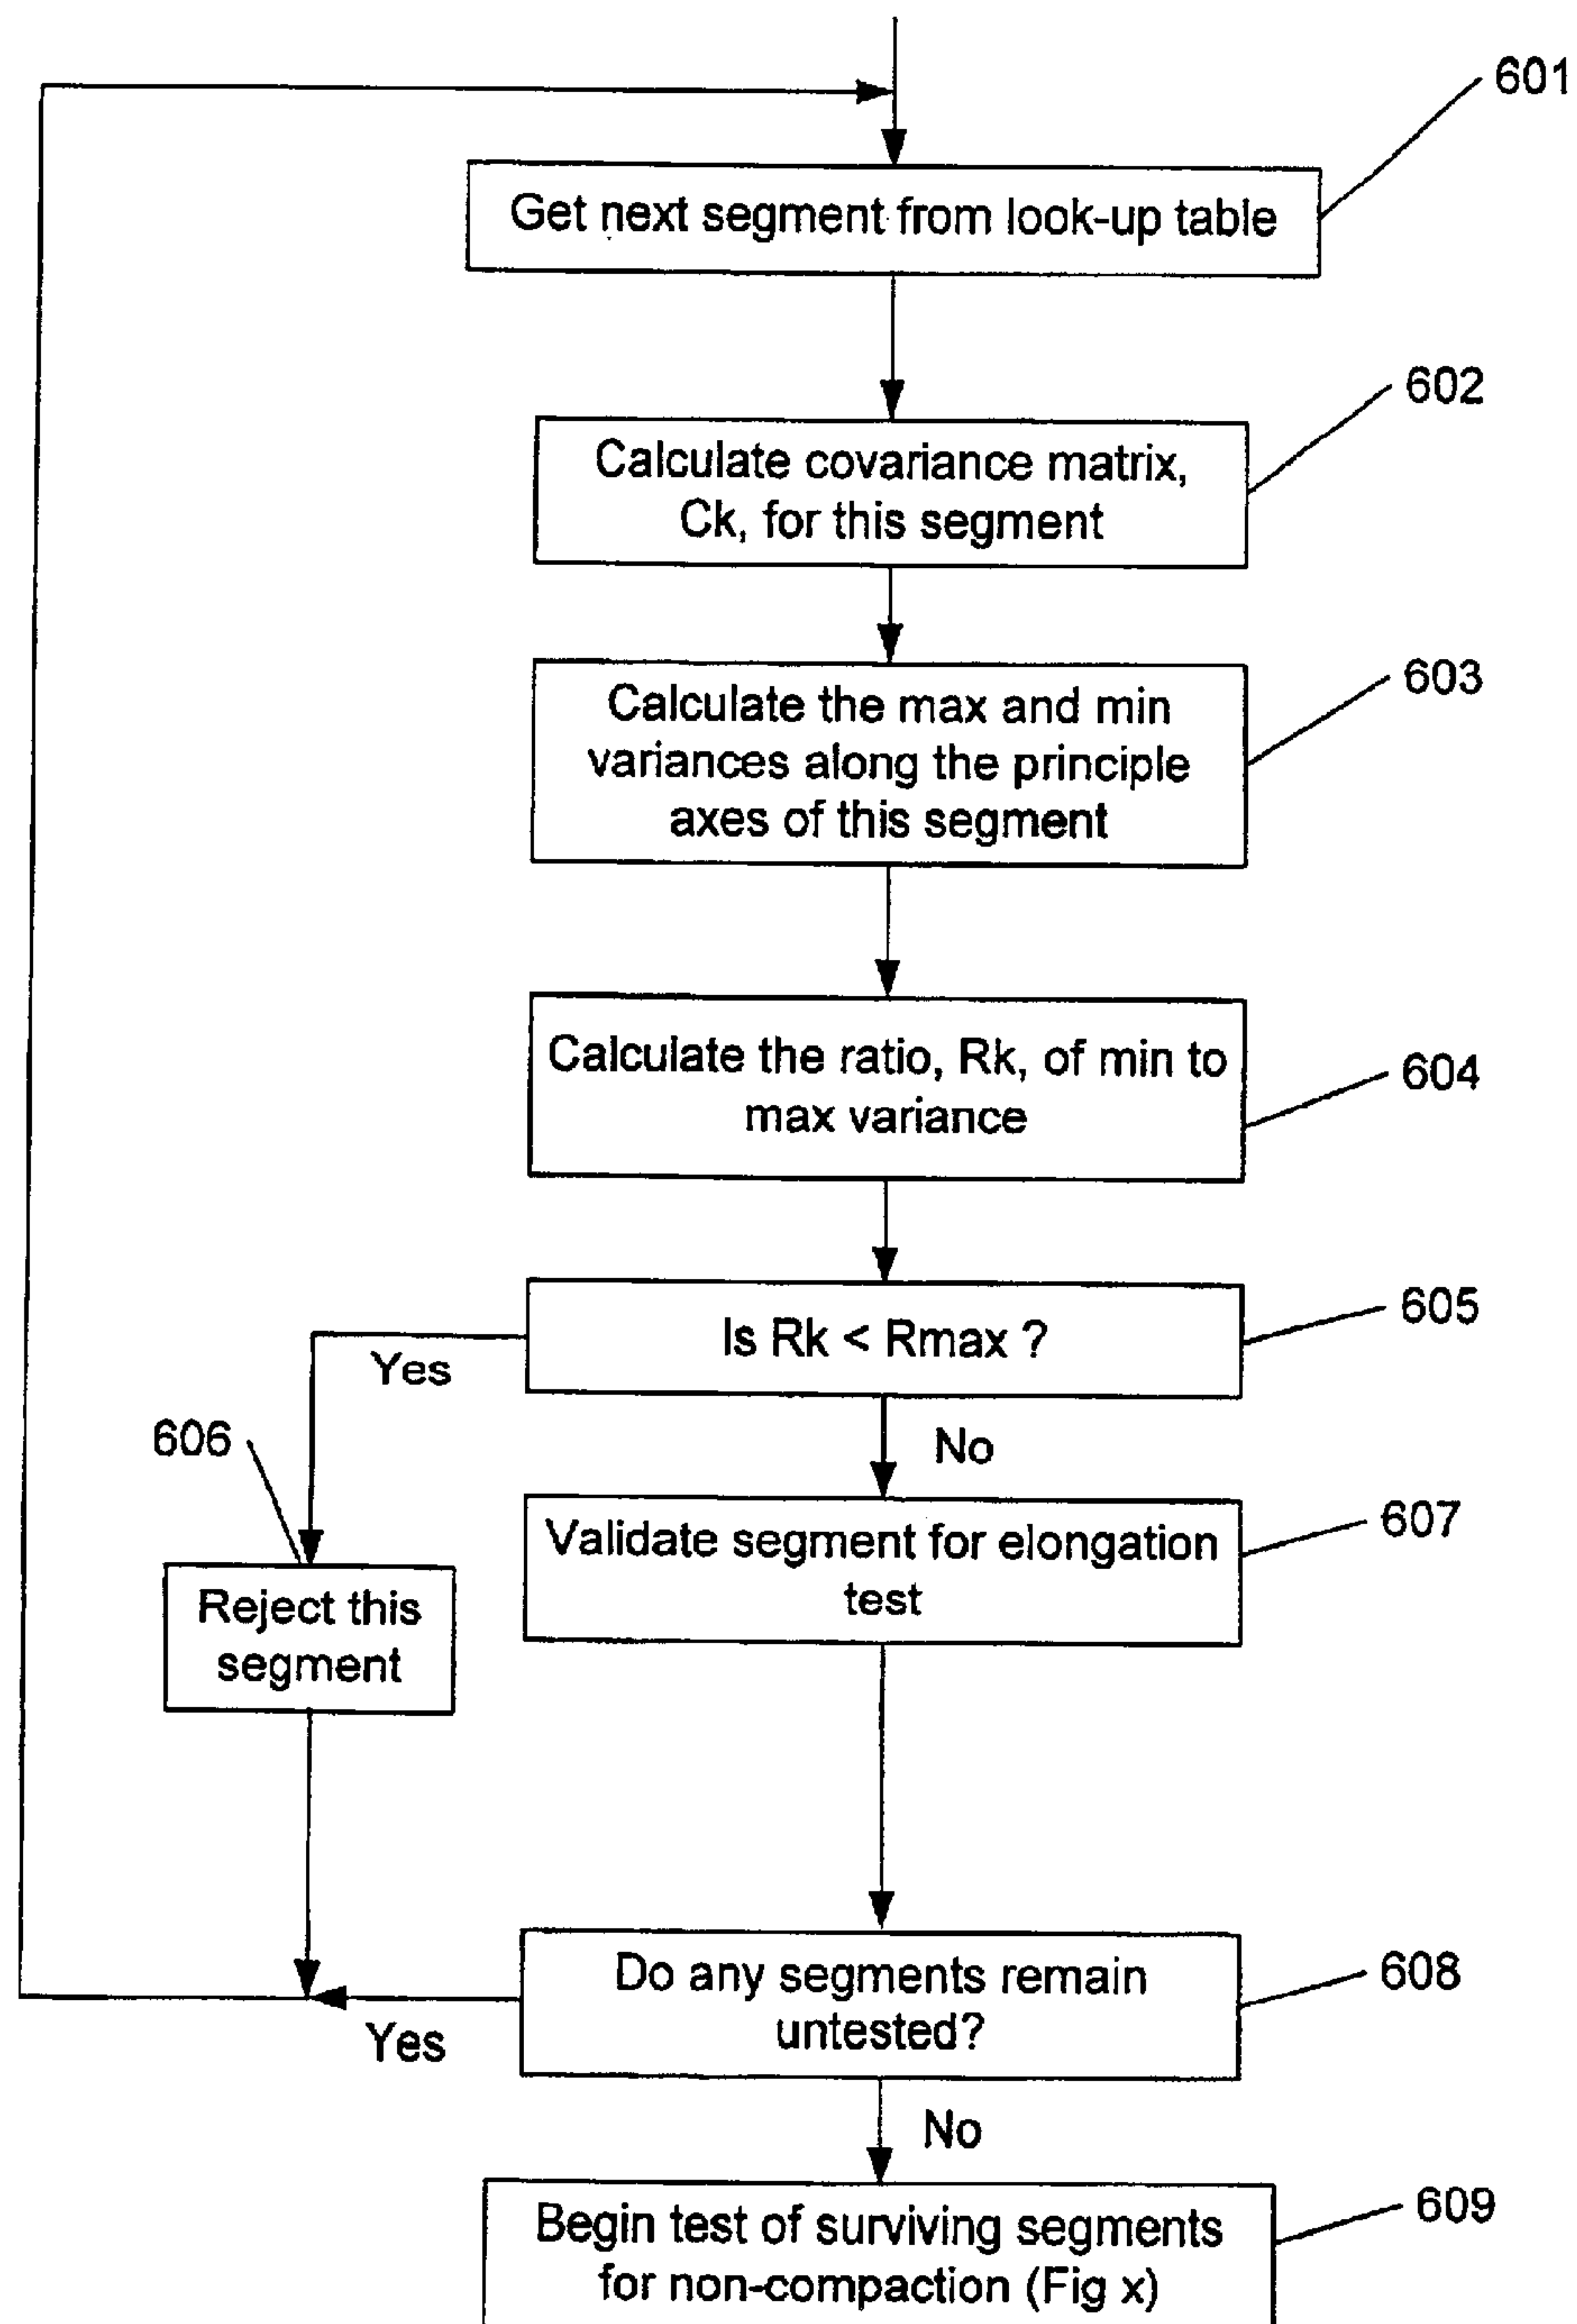 601
Get next segment from look-up table
602
Calculate covariance matrix,
Ck, for this segment
603
Calculate the max and min
variances along the principle
axes of this segment
604
Calculate the ratio, Rk, of min to
max variance
605
Is Rk < Rmax ?
Yes
606
No
607
Validate segment for elongation
test
Reject this
segment
608
Do any segments remain
untested?
Yes
No
609
Begin test of surviving segments
for non-compaction (Fig x)